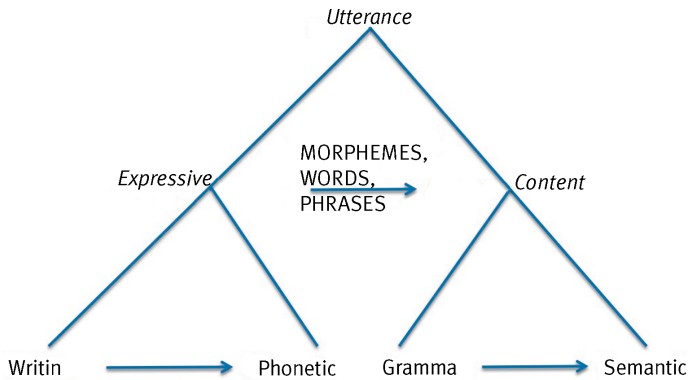 Utterance
MORPHEMES,
Expressive
WORDS,
Content
PHRASES
Writin
Phonetic
Gramma
Semantic